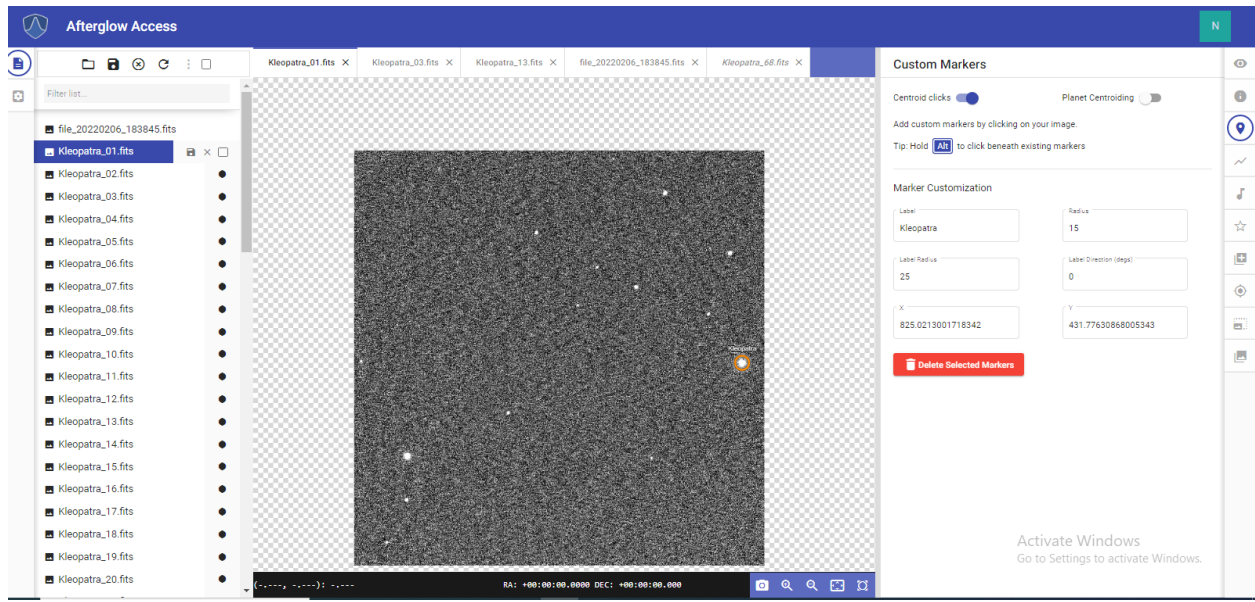 Afterglow Access
N
Filter list...
file_20220206_183845.fits
Kleopatra_01.fits
Kleopatra_02.fits
Kleopatra_03.fits
Kleopatra_04.fits
Kleopatra_05.fits
Kleopatra_06.fits
Kleopatra_07.fits
Kleopatra_08.fits
Kleopatra_09.fits
Kleopatra_10.fits
Kleopatra_11.fits
Kleopatra_12.fits
Kleopatra_13.fits
Kleopatra_14.fits
Kleopatra_15.fits
Kleopatra_16.fits
Kleopatra_17.fits
Kleopatra_18.fits
Kleopatra_19.fits
Kleopatra_20.fits
Kleopatra_01.fits Kleopatra_03.fits Kleopatra_13.fits file_20220206_183845.fits Kleopatra_68.fits
Kleopatra
(-.---, -.---): -.--- RA: +00:00:00.0000 DEC: +00:00:00.000
Custom Markers
Centroid clicks Planet Centroiding
Add custom markers by clicking on your image.
Tip: Hold Alt to click beneath existing markers
Marker Customization
Label Radius
Kleopatra 15
Label Radius Label Direction (degs)
25 0
X Y
825.0213001718342 431.77630868005343
Delete Selected Markers
Activate Windows
Go to Settings to activate Windows.